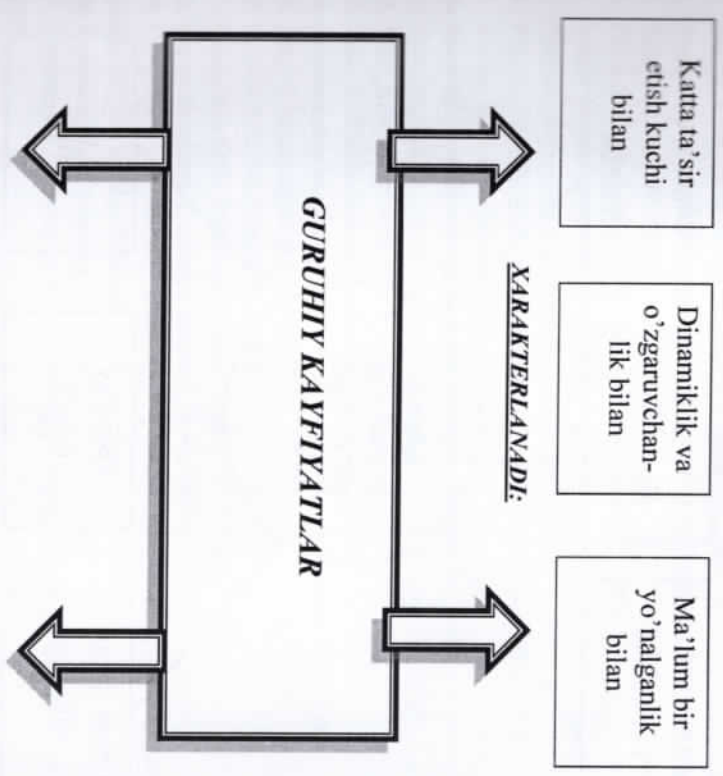 Katta ta'sir
etish kuchi
bilan
Dinamiklik va
o'zgaruvchan-
lik bilan
Ma'lum bir
yo'nalganlik
bilan
XARAKTERLANADI:
GURUHIY KAYFIYATLAR